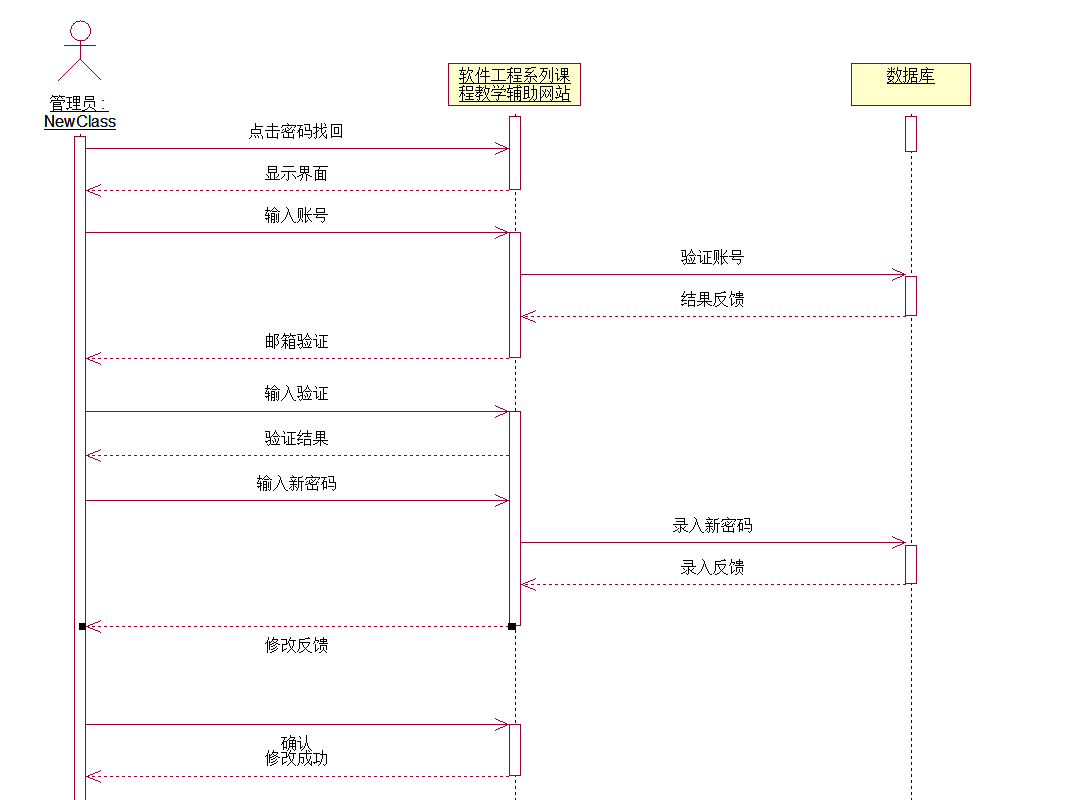 管理员 :
NewClass
软件工程系列课
程教学辅助网站
数据库
点击密码找回
显示界面
输入账号
验证账号
结果反馈
邮箱验证
输入验证
验证结果
输入新密码
录入新密码
录入反馈
修改反馈
确认
修改成功